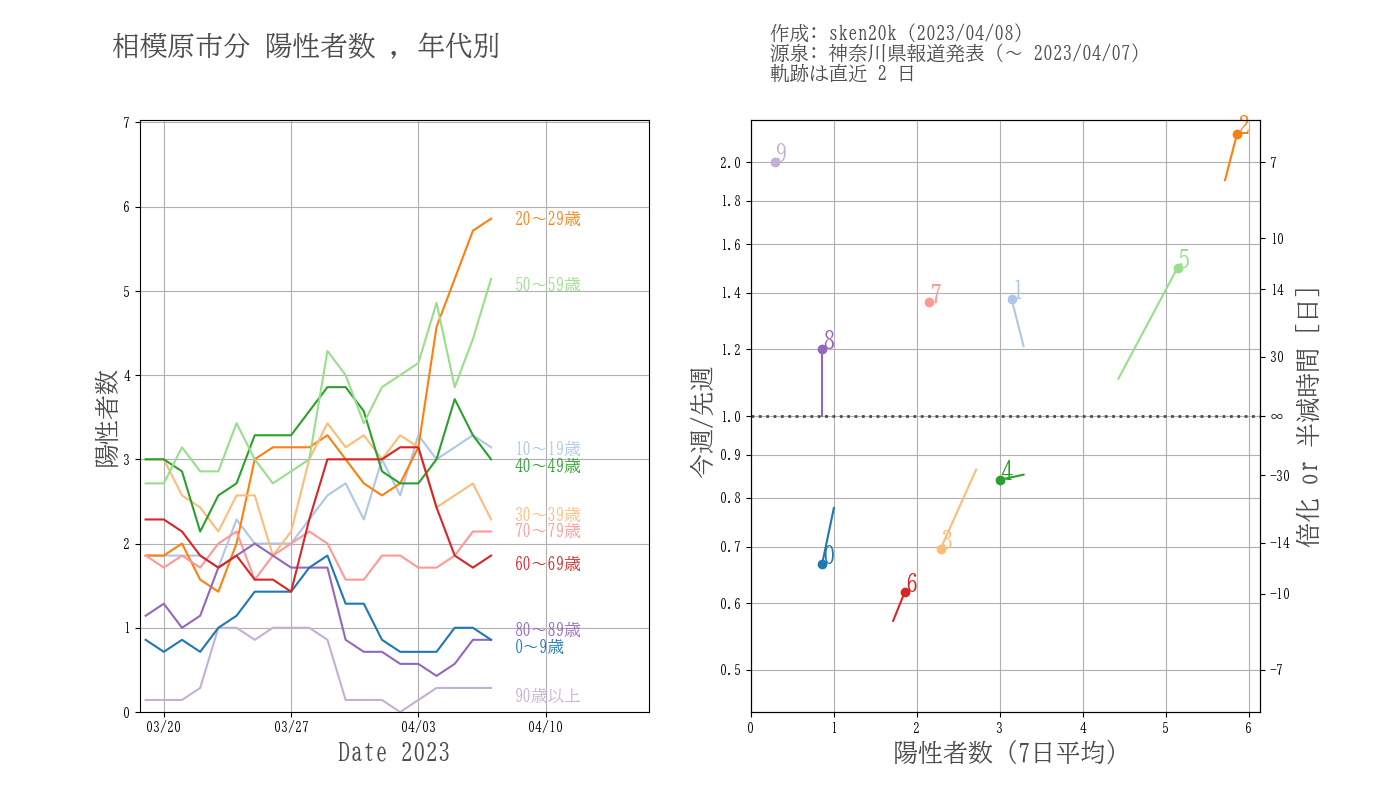 相模原市分 陽性者数 , 年代別
作成: sken20k (2023/04/08)
源泉: 神奈川県報道発表 (〜 2023/04/07)
軌跡は直近 2 日
陽性者数
7
6
5
4
3
2
1
0
20〜29歳
50〜59歳
10〜19歳
40〜49歳
30〜39歳
70〜79歳
60〜69歳
80〜89歳
0〜9歳
90歳以上
03/20
03/27
04/03
04/10
Date 2023
今週/先週
2.0
1.8
1.6
1.4
1.2
1.0
0.9
0.8
0.7
0.6
0.5
2
9
5
1
7
8
4
3
0
6
7
10
14
30
∞
-30
-14
-10
-7
倍化 or 半減時間 [日]
0
1
2
3
4
5
6
陽性者数 (7日平均)